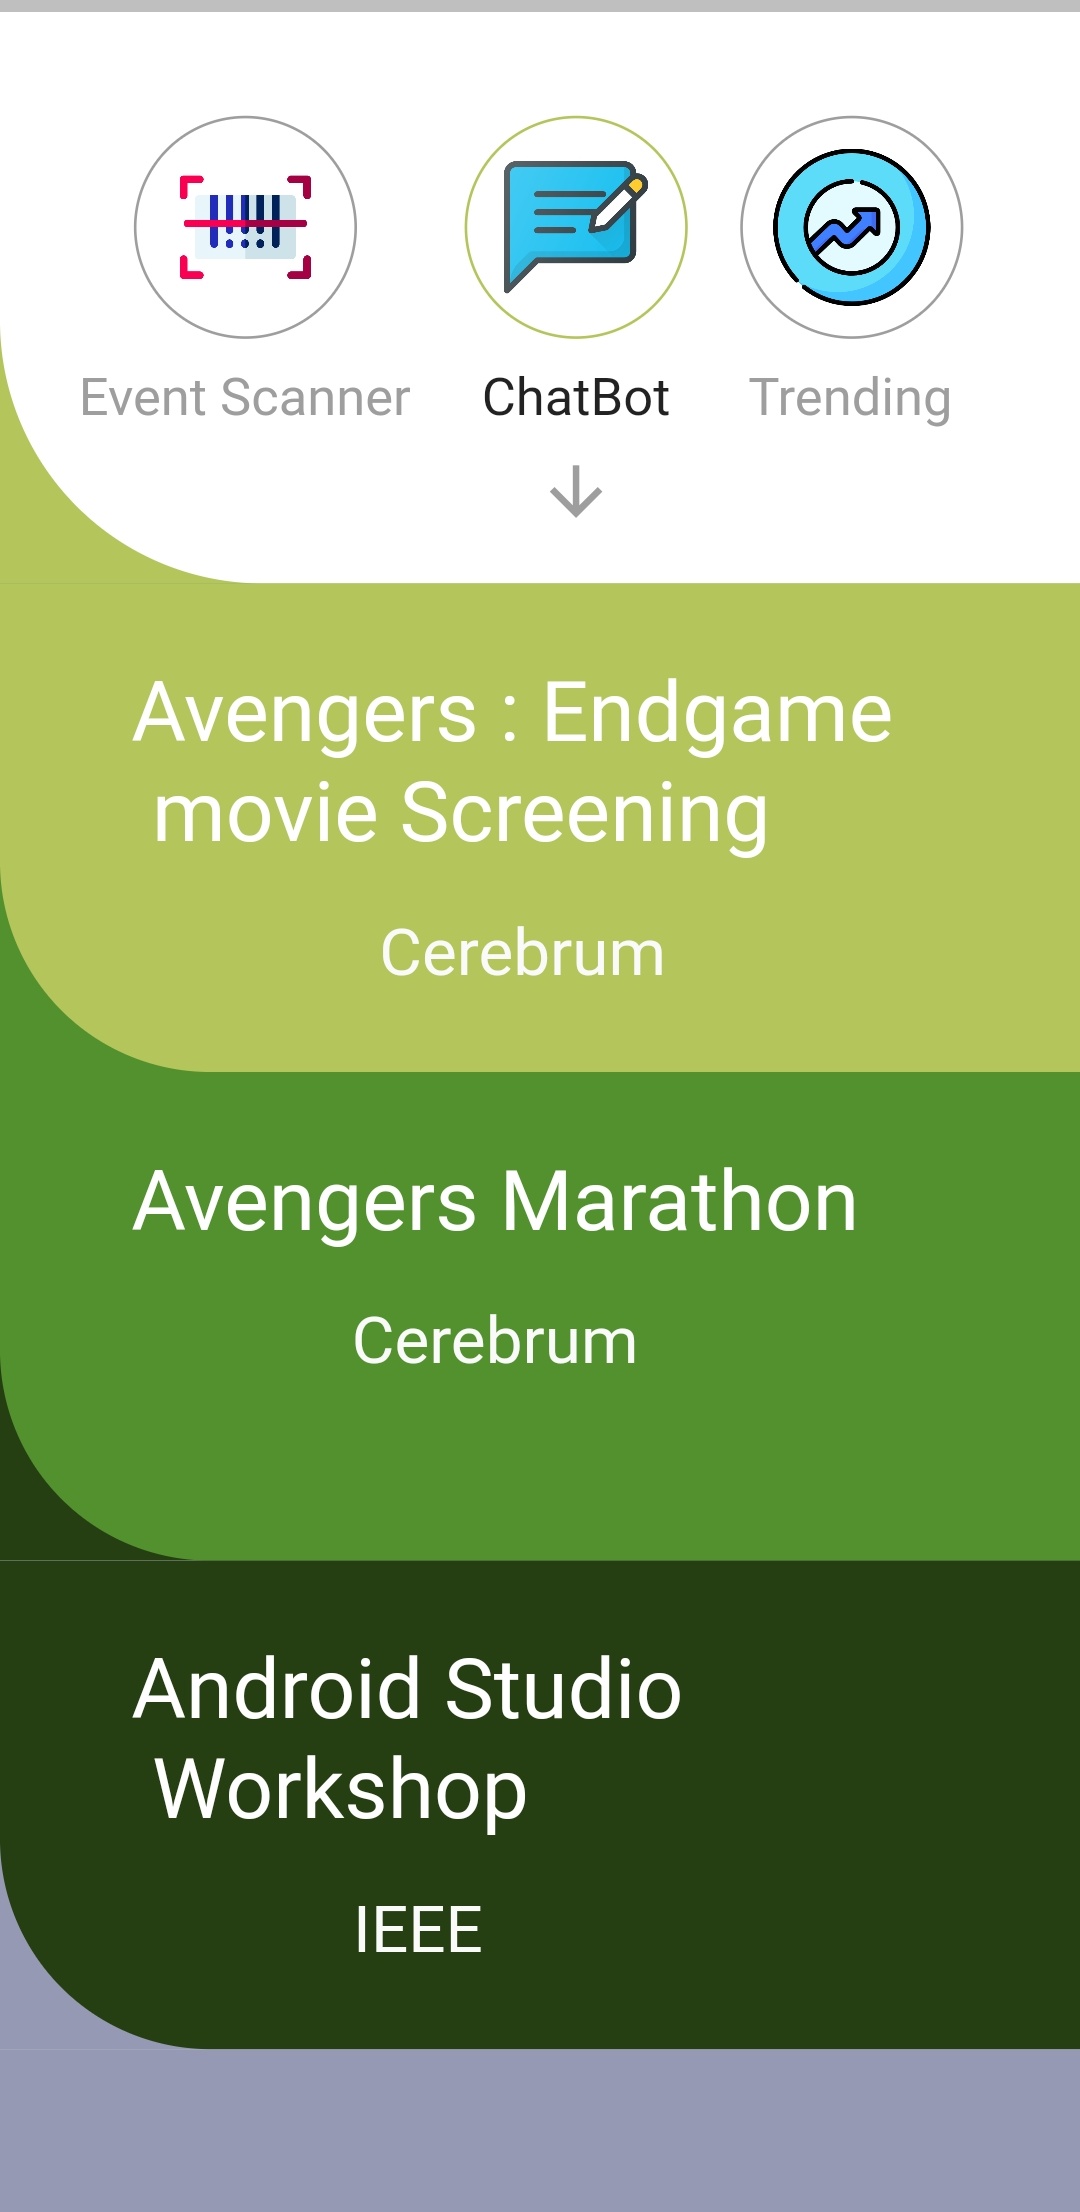 Event Scanner
ChatBot
Trending
Avengers : Endgame
movie Screening
Cerebrum
Avengers Marathon
Cerebrum
Android Studio
Workshop
IEEE